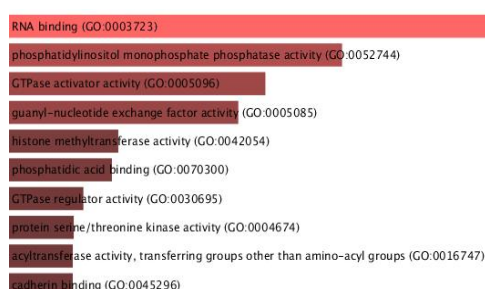 RNA binding (GO:0003723)
phosphatidylinositol monophosphate phosphatase activity (GO:0052744)
GTPase activator activity (GO:0005096)
guanyl-nucleotide exchange factor activity (GO:0005085)
histone methyltransferase activity (GO:0042054)
phosphatidic acid binding (GO:0070300)
GTPase regulator activity (GO:0030695)
protein serine/threonine kinase activity (GO:0004674)
acyltransferase activity, transferring groups other than amino-acyl groups (GO:0016747)
cadherin binding (GO:0045296)